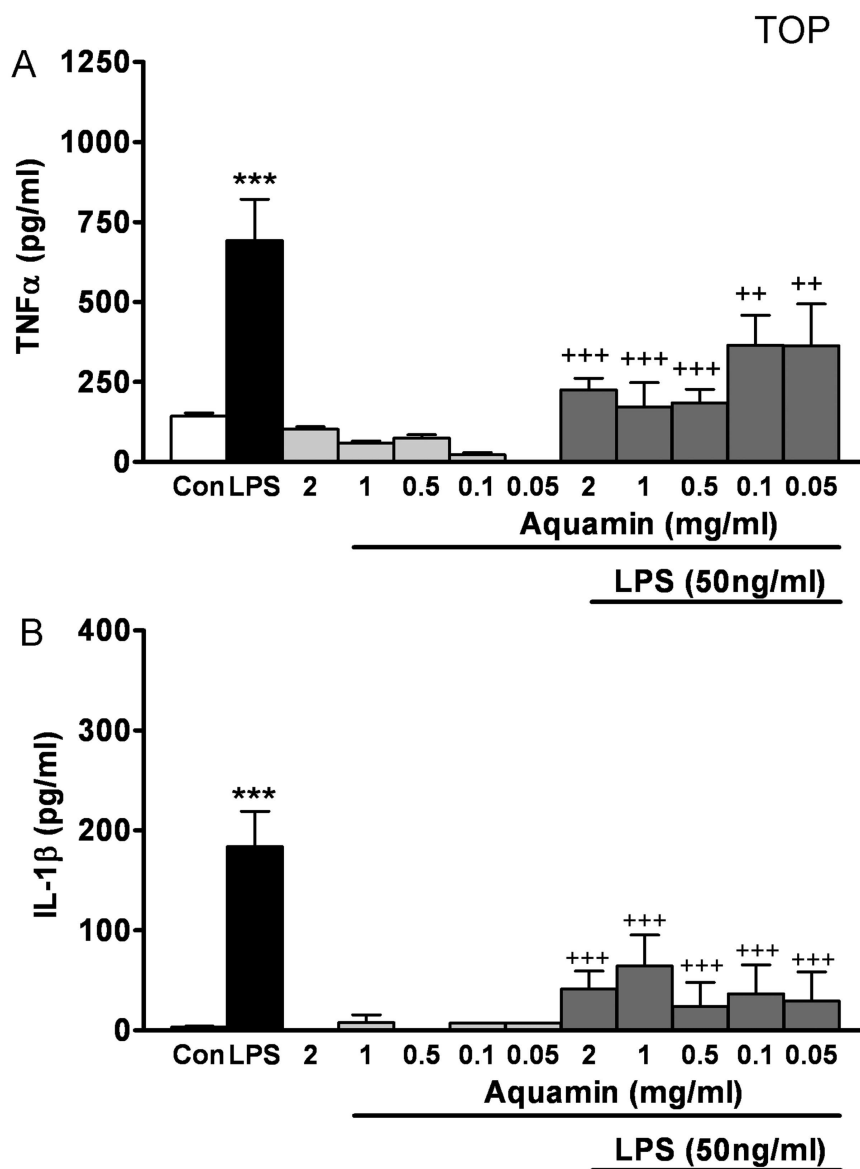 TOP
A
1250
1000
750
500
250
0
TNFα (pg/ml)
***
+++
+++
+++
++
++
Con LPS 2 1 0.5 0.1 0.05 2 1 0.5 0.1 0.05
Aquamin (mg/ml)
LPS (50ng/ml)
B
400
300
200
100
0
IL-1β (pg/ml)
***
+++
+++
+++
+++
+++
Con LPS 2 1 0.5 0.1 0.05 2 1 0.5 0.1 0.05
Aquamin (mg/ml)
LPS (50ng/ml)